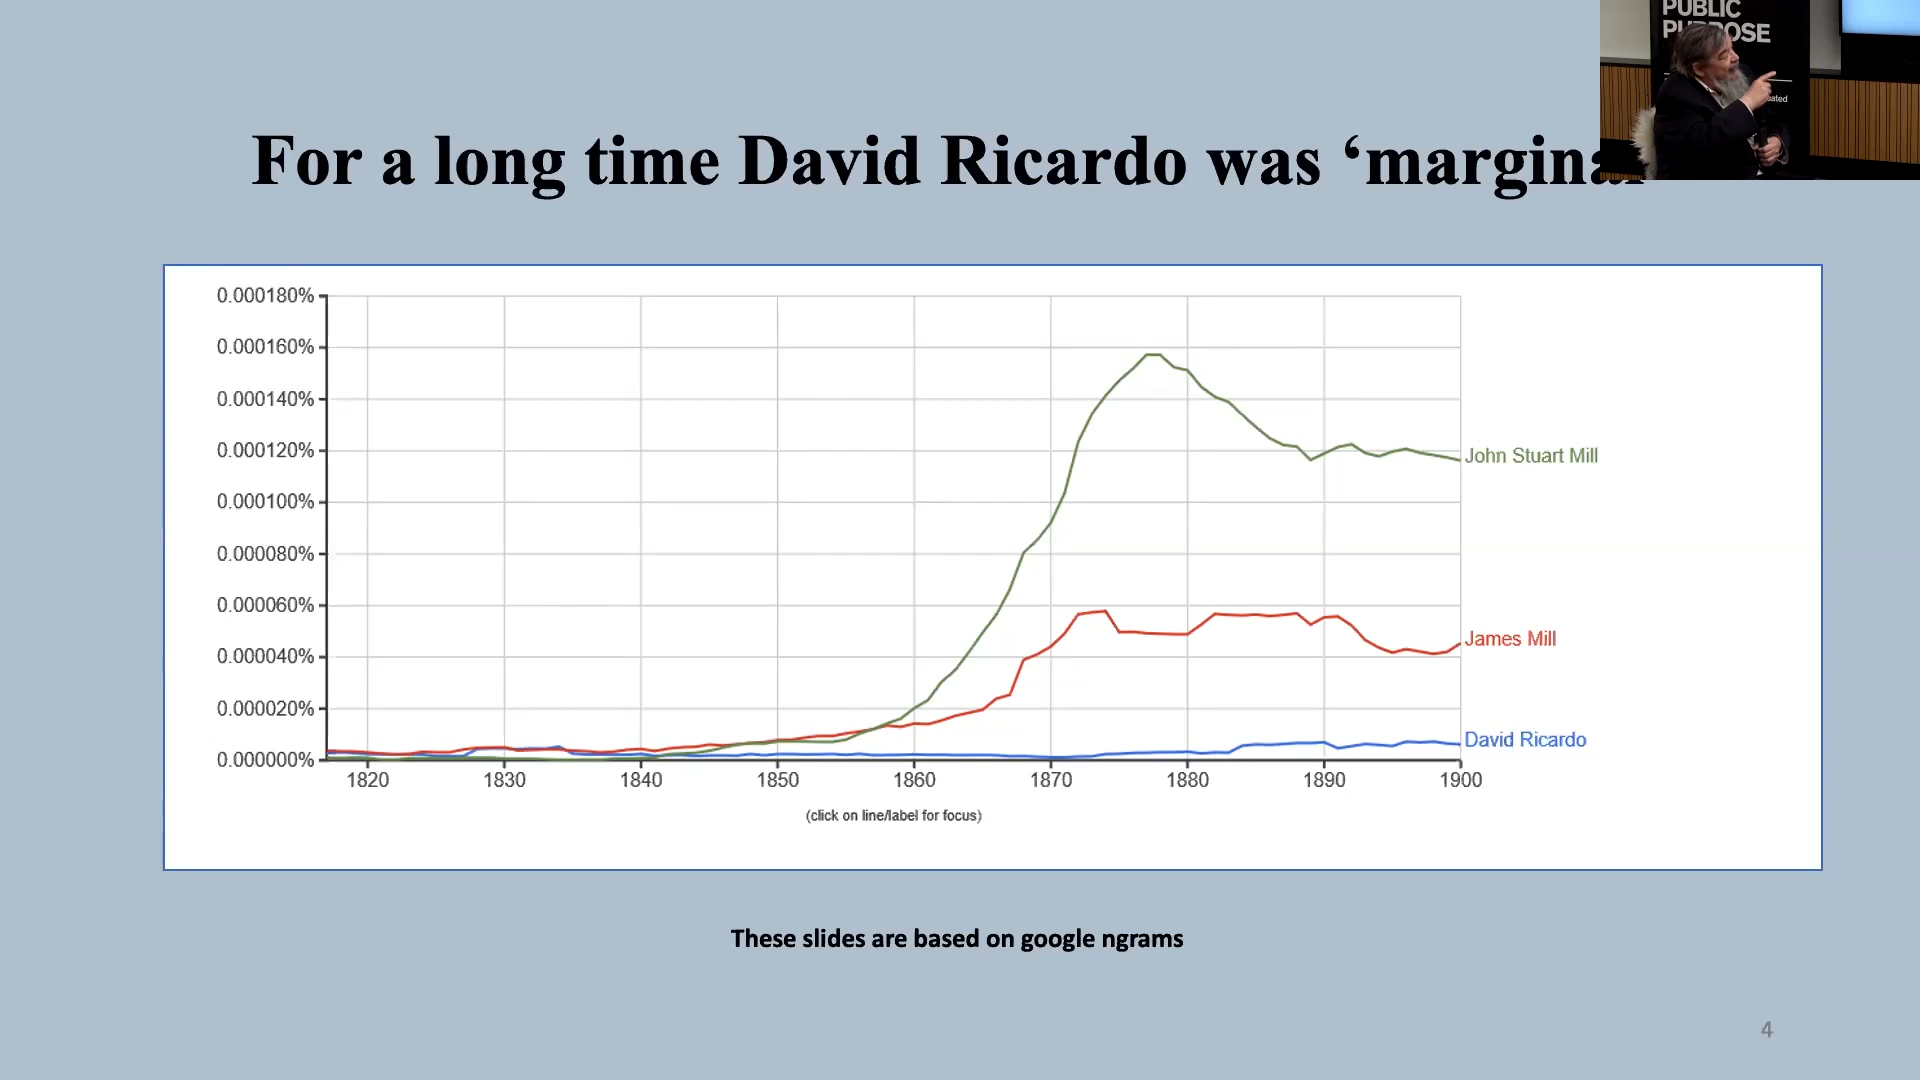 PUBLIC
PURPOSE
For a long time David Ricardo was ‘marginal’
0.000180%
0.000160%
0.000140%
0.000120%
0.000100%
0.000080%
0.000060%
0.000040%
0.000020%
0.000000%
John Stuart Mill
James Mill
David Ricardo
1820 1830 1840 1850 1860 1870 1880 1890 1900
(click on line/label for focus)
These slides are based on google ngrams
4